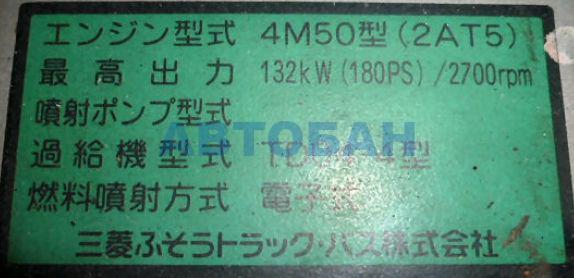 エンジン型式 4M50型(2AT5)
最高出力 132kW(180PS)/2700rpm
噴射ポンプ型式
АВТОБАН
過給機型式
燃料噴射方式 電子式
三菱ふそうトラック・バス株式会社